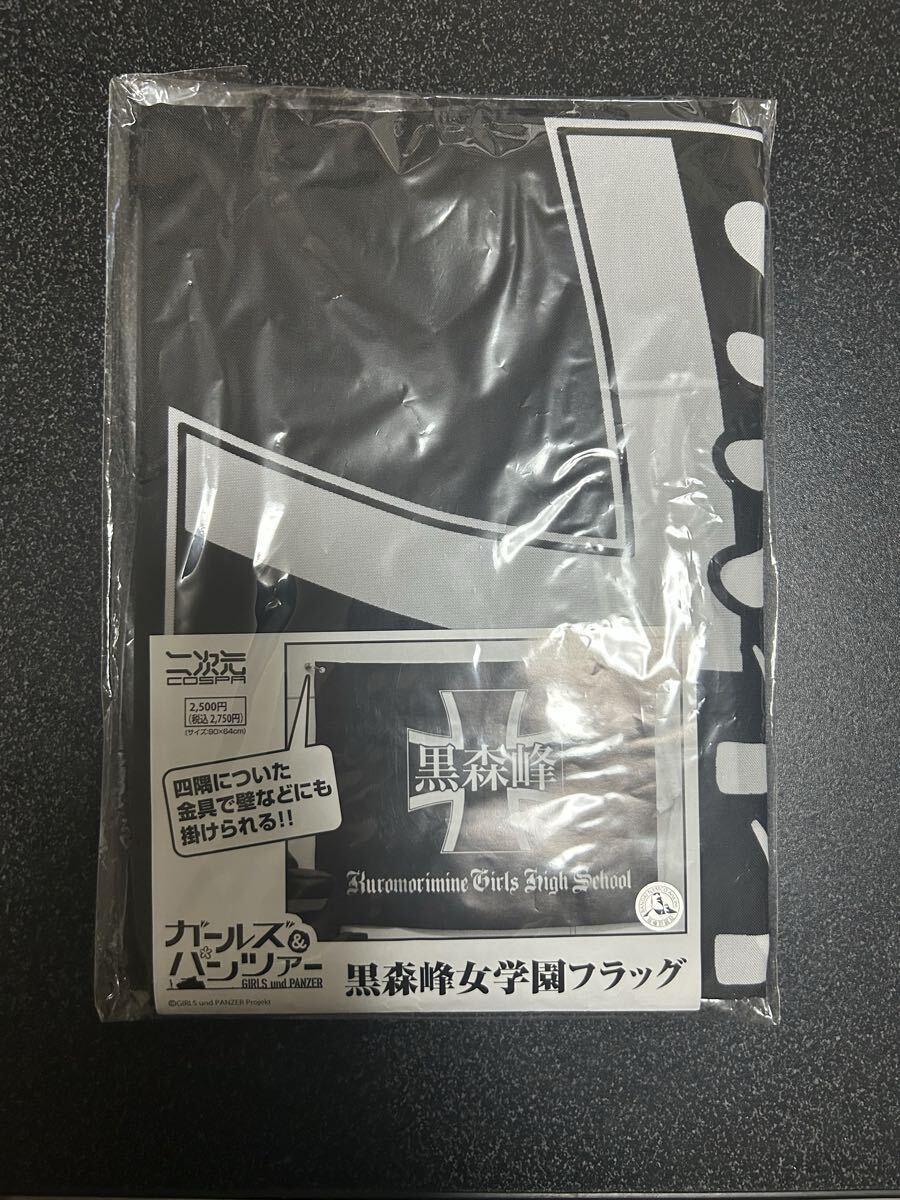 二次元
COSPA
2,500円
(税込 2,750円)
(サイズ:90×64cm)
四隅についた
金具で壁などにも
掛けられる!!
黒森峰
Kuromorimine Girls High School
ガールズ&
パンツァー
GIRLS und PANZER
©GIRLS und PANZER Projekt
黒森峰女学園フラッグ